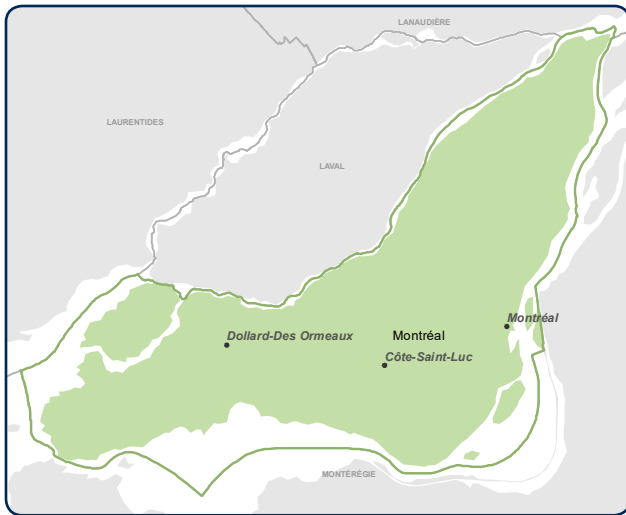 LANAUDIÈRE
LAURENTIDES
LAVAL
Montréal
Dollard-Des Ormeaux
Montréal
Côte-Saint-Luc
MONTÉRÉGIE